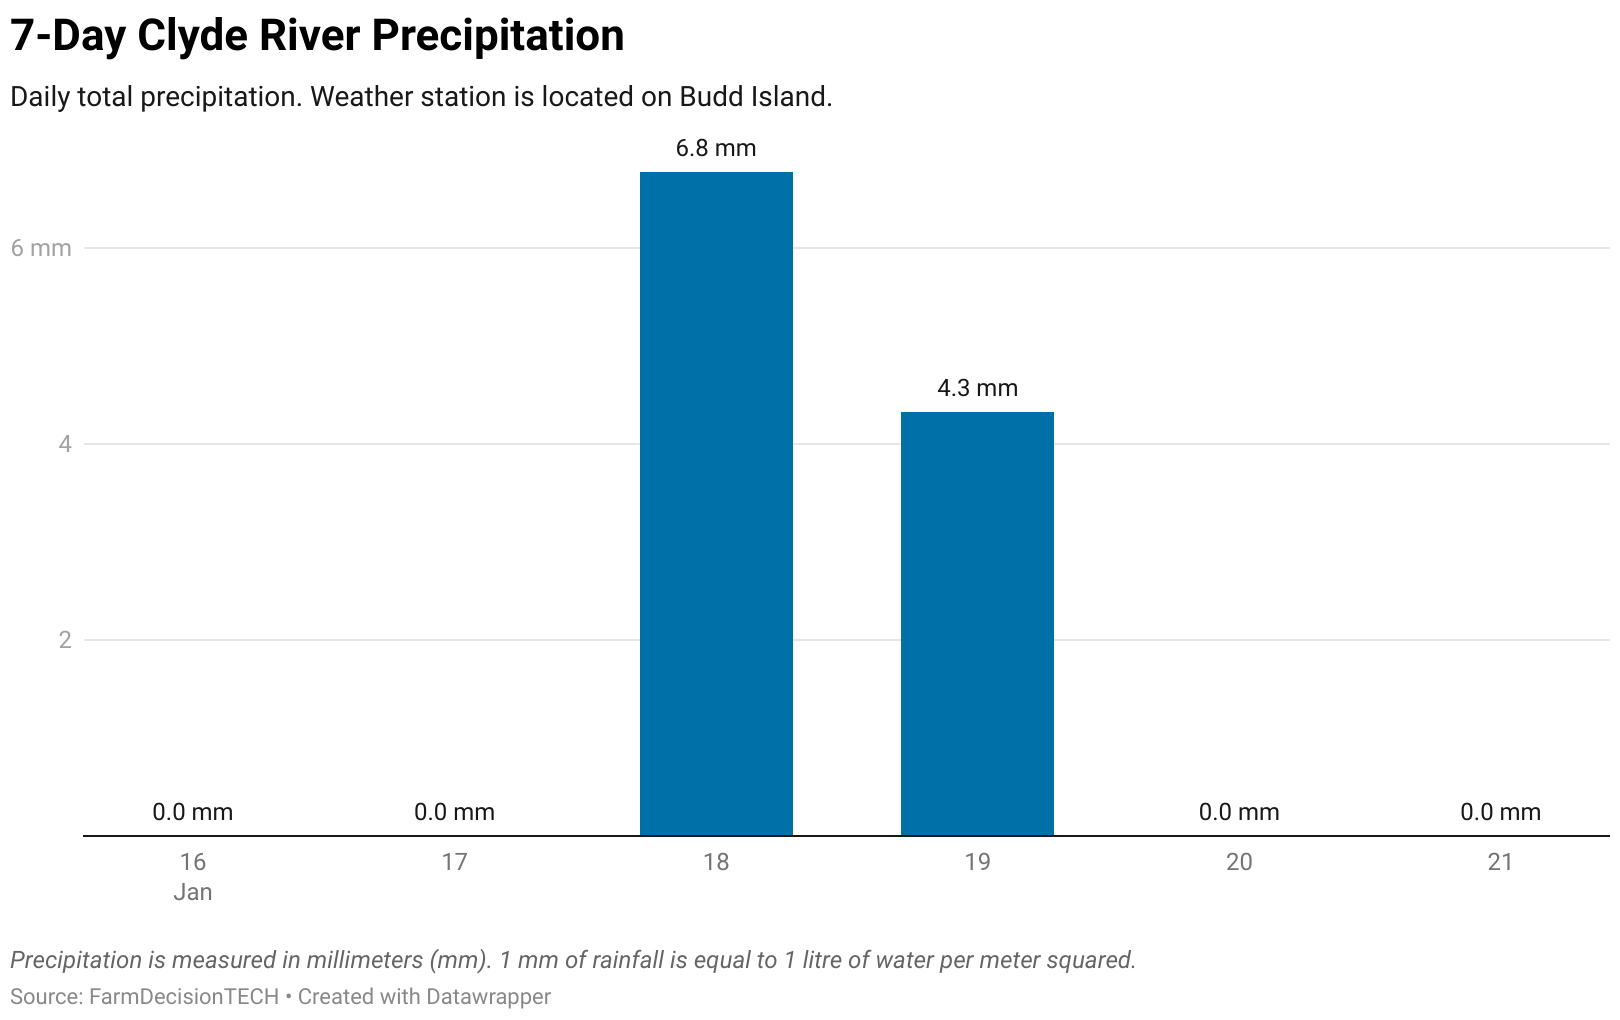 7-Day Clyde River Precipitation
Daily total precipitation. Weather station is located on Budd Island.
6.8 mm
6 mm
4.3 mm
4
2
0.0 mm 0.0 mm 0.0 mm 0.0 mm
16 17 18 19 20 21
Jan
Precipitation is measured in millimeters (mm). 1 mm of rainfall is equal to 1 litre of water per meter squared.
Source: FarmDecisionTECH • Created with Datawrapper